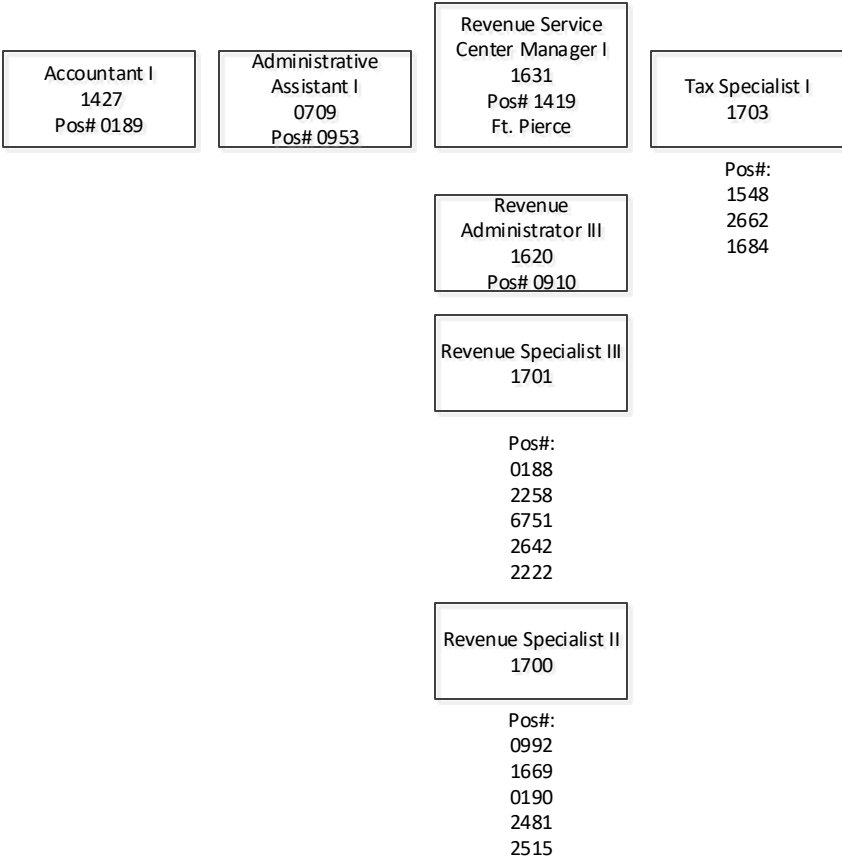 Accountant I
1427
Pos# 0189
Administrative
Assistant I
0709
Pos# 0953
Revenue Service
Center Manager I
1631
Pos# 1419
Ft. Pierce
Tax Specialist I
1703
Pos#:
1548
2662
1684
Revenue
Administrator III
1620
Pos# 0910
Revenue Specialist III
1701
Pos#:
0188
2258
6751
2642
2222
Revenue Specialist II
1700
Pos#:
0992
1669
0190
2481
2515